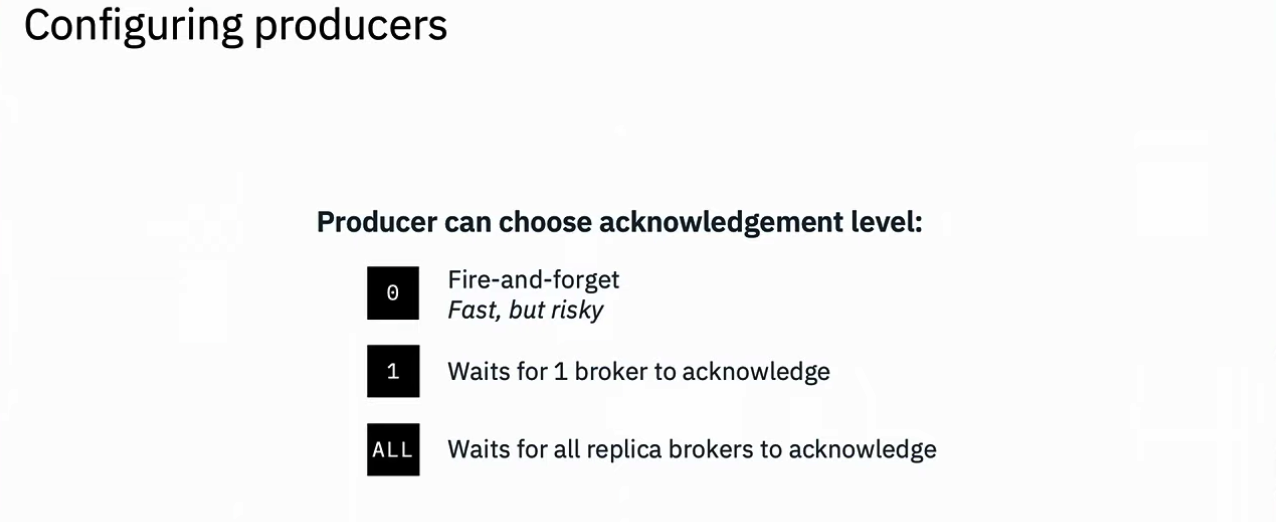 Configuring producers
Producer can choose acknowledgement level:
0 Fire-and-forget
Fast, but risky
1 Waits for 1 broker to acknowledge
ALL Waits for all replica brokers to acknowledge